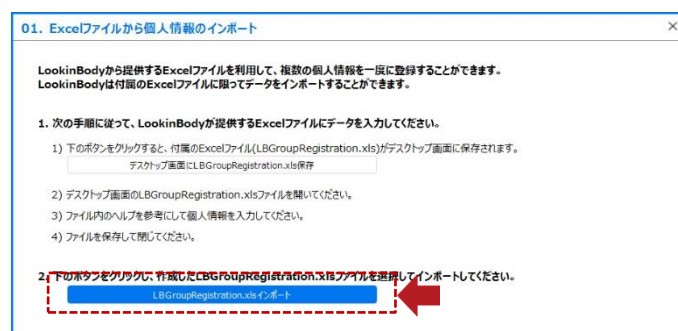 01. Excelファイルから個人情報のインポート
LookinBodyから提供するExcelファイルを利用して、複数の個人情報を一度に登録することができます。
LookinBodyは付属のExcelファイルに限ってデータをインポートすることができます。
1. 次の手順に従って、LookinBodyが提供するExcelファイルにデータを入力してください。
1) 下のボタンをクリックすると、付属のExcelファイル(LBGroupRegistration.xls)がデスクトップ画面に保存されます。
デスクトップ画面にLBGroupRegistration.xls保存
2) デスクトップ画面のLBGroupRegistration.xlsファイルを開いてください。
3) ファイル内のヘルプを参考にして個人情報を入力してください。
4) ファイルを保存して閉じてください。
2. 下のボタンをクリックし、作成したLBGroupRegistration.xlsファイルを選択してインポートしてください。
LBGroupRegistration.xlsインポート